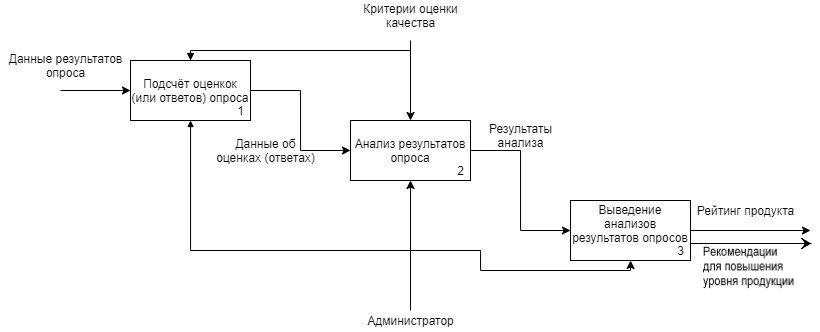 Критерии оценки
качества
Данные результатов
опроса
Подсчёт оценкок
(или ответов) опроса
1
Данные об
оценках (ответах)
Анализ результатов
опроса
2
Результаты
анализа
Выведение
анализов
результатов опросов
3
Рейтинг продукта
Рекомендации
для повышения
уровня продукции
Администратор